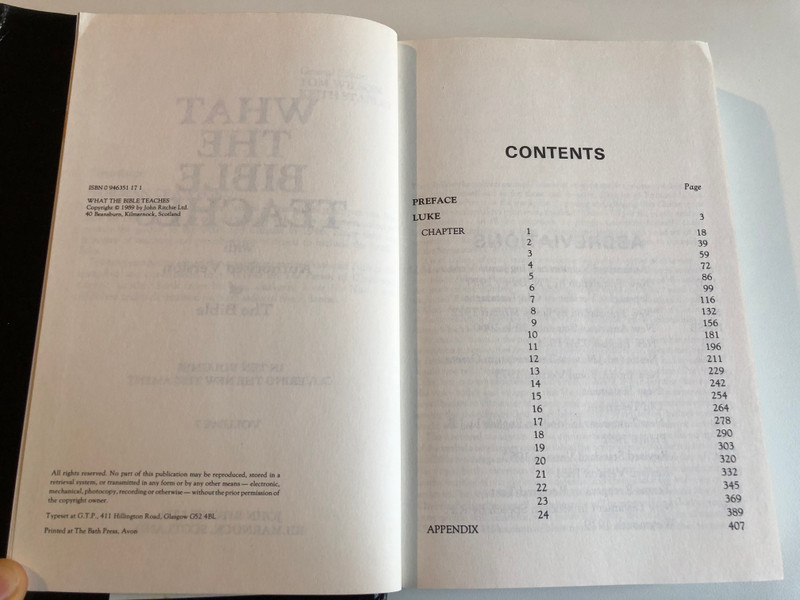 ISBN 0 946351 17 1
WHAT THE BIBLE TEACHES
Copyright © 1989 by John Ritchie Ltd.
40 Beansburn, Kilmarnock, Scotland
All rights reserved. No part of this publication may be reproduced, stored in a
retrieval system, or transmitted in any form or by any other means — electronic,
mechanical, photocopy, recording or otherwise — without the prior permission of
the copyright owner.
Typeset at G.T.P., 411 Hillington Road, Glasgow G52 4BL
Printed at The Bath Press, Avon
CONTENTS
Page
PREFACE
LUKE 3
CHAPTER 1 18
2 39
3 59
4 72
5 86
6 99
7 116
8 132
9 156
10 181
11 196
12 211
13 229
14 242
15 254
16 264
17 278
18 290
19 303
20 320
21 332
22 345
23 369
24 389
APPENDIX 407